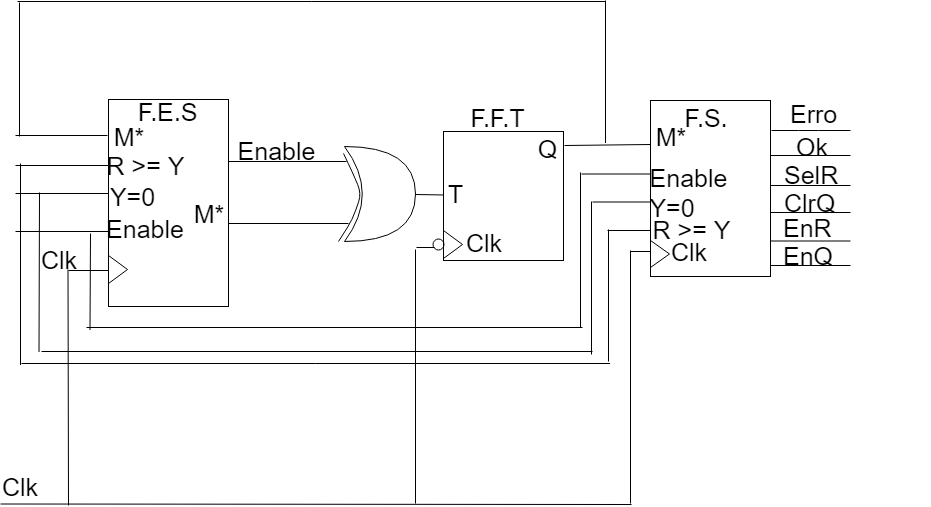 F.E.S
M*
R >= Y
Y=0
Enable
Clk
Enable
M*
F.F.T
Q
T
Clk
F.S.
M*
Enable
Y=0
R >= Y
Clk
Erro
Ok
SelR
ClrQ
EnR
EnQ
Clk